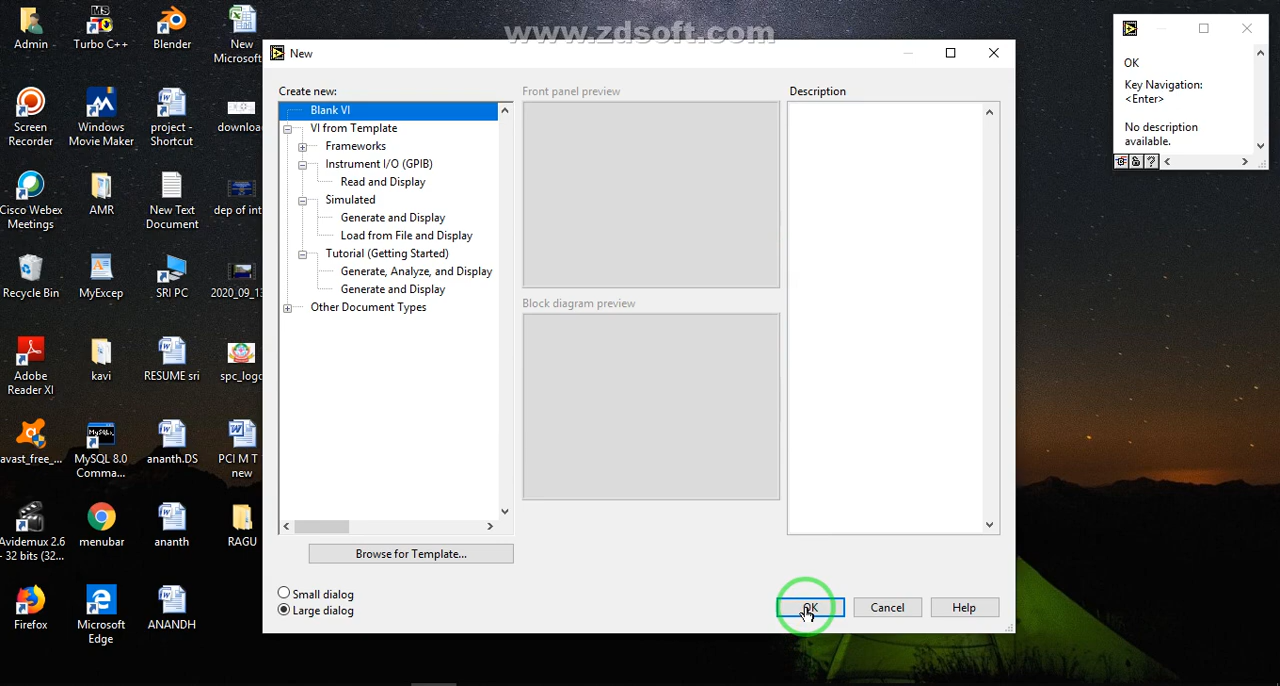 www.zdsoft.com
Admin
Turbo C++
Blender
New
Microsoft
Screen
Recorder
Windows
Movie Maker
project -
Shortcut
downloa
Cisco Webex
Meetings
AMR
New Text
Document
dep of int
Recycle Bin
MyExcep
SRI PC
2020_09_13
Adobe
Reader XI
kavi
RESUME sri
spc_logo
avast_free_...
MySQL 8.0
Comma...
ananth.DS
PCI M T
new
Avidemux 2.6
- 32 bits (32...
menubar
ananth
RAGU
Firefox
Microsoft
Edge
ANANDH
New
Create new:
Blank VI
VI from Template
Frameworks
Instrument I/O (GPIB)
Read and Display
Simulated
Generate and Display
Load from File and Display
Tutorial (Getting Started)
Generate, Analyze, and Display
Generate and Display
Other Document Types
Browse for Template...
Small dialog
Large dialog
Front panel preview
Block diagram preview
Description
OK
Cancel
Help
OK
Key Navigation:
<Enter>
No description
available.